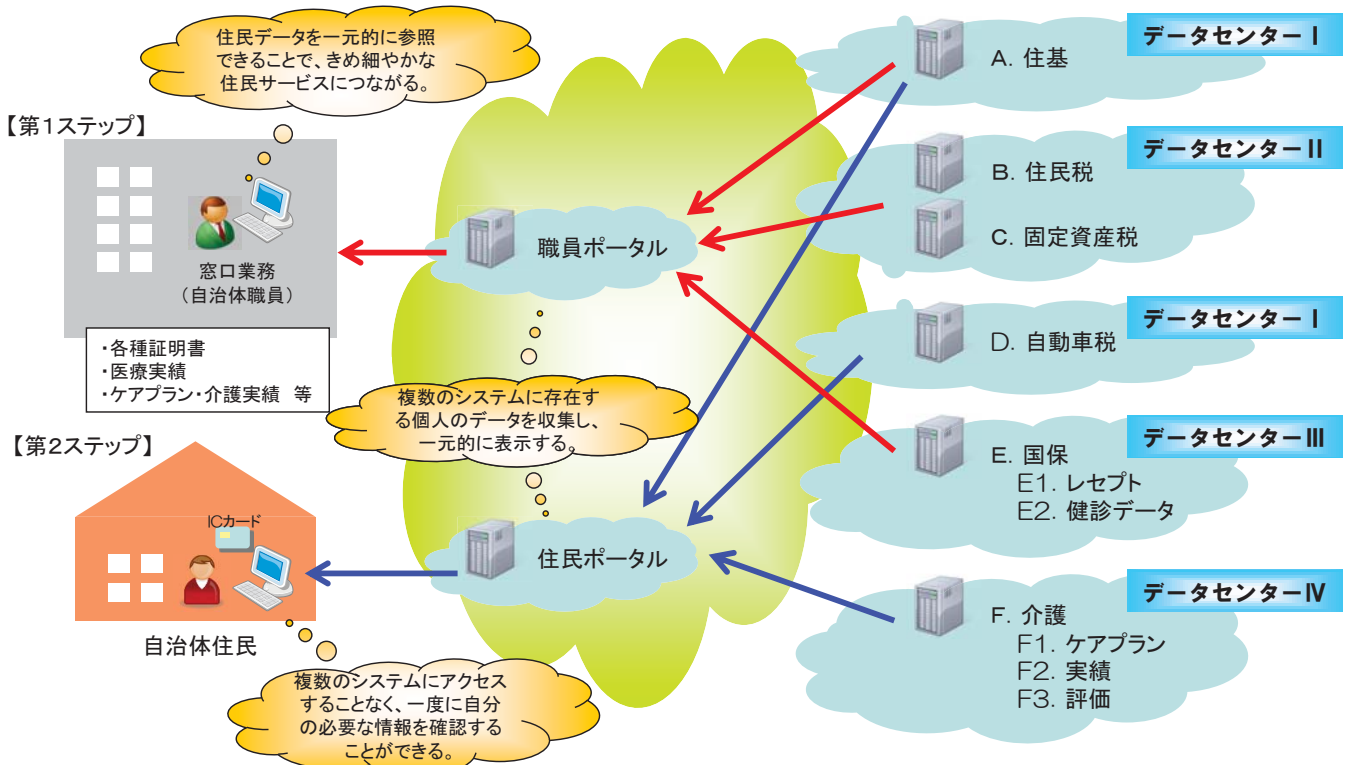 住民データを一元的に参照
できることで、きめ細やかな
住民サービスにつながる。
【第1ステップ】
窓口業務
(自治体職員)
・各種証明書
・医療実績
・ケアプラン・介護実績 等
【第2ステップ】
ICカード
自治体住民
職員ポータル
複数のシステムに存在す
る個人のデータを収集し、
一元的に表示する。
住民ポータル
複数のシステムにアクセス
することなく、一度に自分
の必要な情報を確認する
ことができる。
データセンターⅠ
A. 住基
データセンターⅡ
B. 住民税
C. 固定資産税
データセンターⅠ
D. 自動車税
データセンターⅢ
E. 国保
E1. レセプト
E2. 健診データ
データセンターⅣ
F. 介護
F1. ケアプラン
F2. 実績
F3. 評価